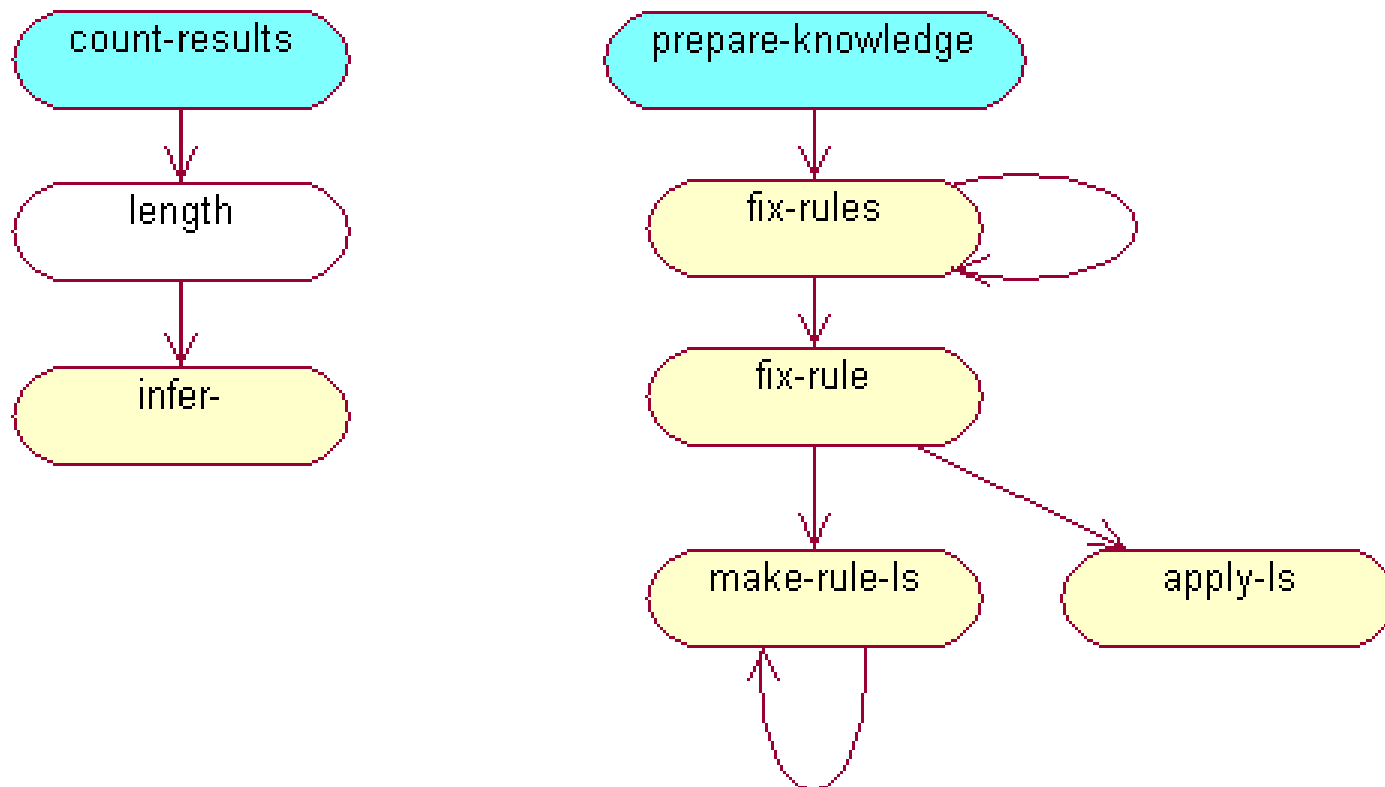 count-results
prepare-knowledge
length
fix-rules
infer-
fix-rule
make-rule-ls
apply-ls